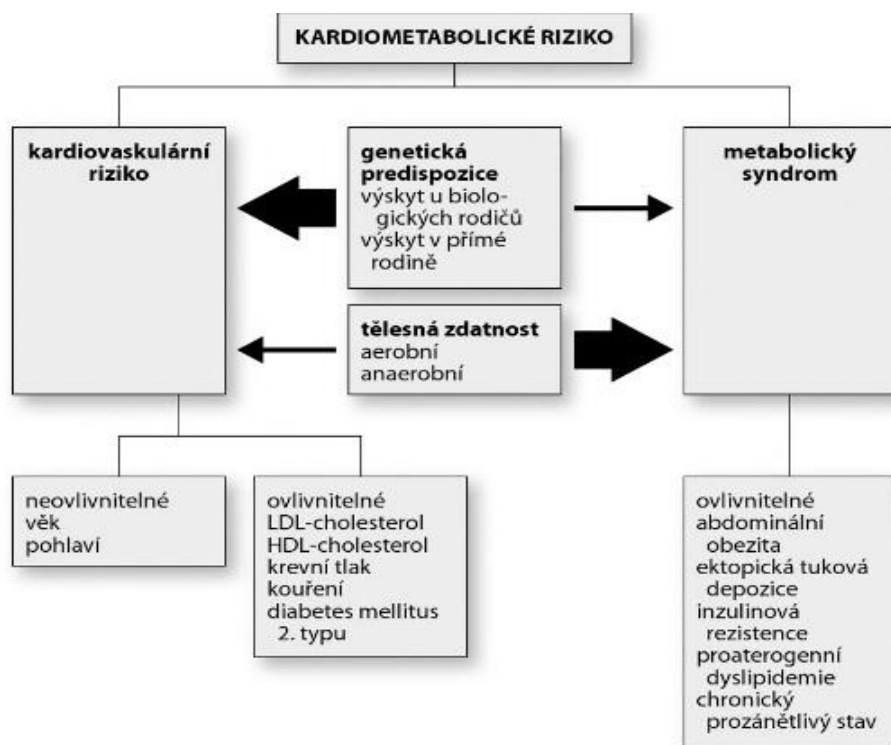 KARDIOMETABOLICKÉ RIZIKO
kardiovaskulární
riziko
genetická
predispozice
výskyt u biolo-
gických rodičů
výskyt v přímé
rodině
metabolický
syndrom
tělesná zdatnost
aerobní
anaerobní
neovlivnitelné
věk
pohlaví
ovlivnitelné
LDL-cholesterol
HDL-cholesterol
krevní tlak
kouření
diabetes mellitus
2. typu
ovlivnitelné
abdominální
obezita
ektopická tuková
depozice
inzulinová
rezistence
proaterogenní
dyslipidemie
chronický
prozánětlivý stav